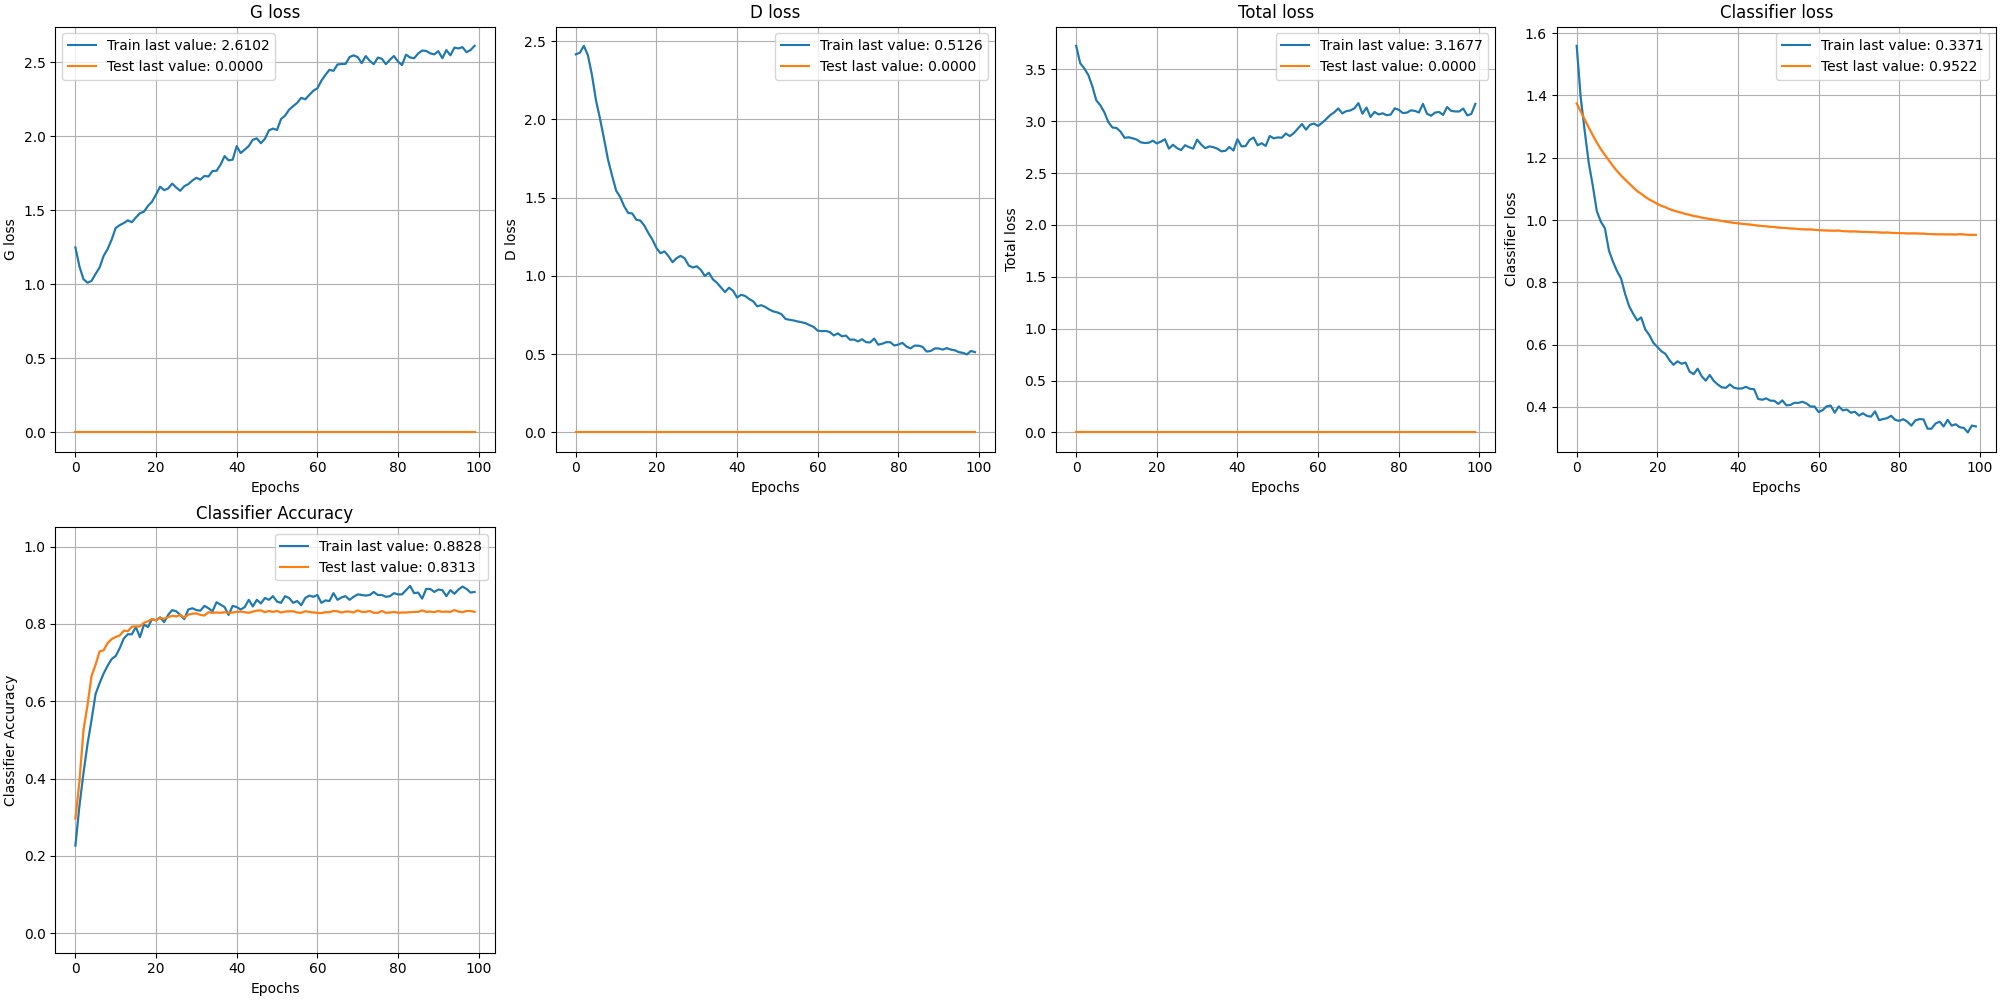 G loss
Train last value: 2.6102
Test last value: 0.0000
2.5
2.0
1.5
1.0
0.5
0.0
G loss
0 20 40 60 80 100
Epochs
D loss
Train last value: 0.5126
Test last value: 0.0000
2.5
2.0
1.5
1.0
0.5
0.0
D loss
0 20 40 60 80 100
Epochs
Total loss
Train last value: 3.1677
Test last value: 0.0000
3.5
3.0
2.5
2.0
1.5
1.0
0.5
0.0
Total loss
0 20 40 60 80 100
Epochs
Classifier loss
Train last value: 0.3371
Test last value: 0.9522
1.6
1.4
1.2
1.0
0.8
0.6
0.4
Classifier loss
0 20 40 60 80 100
Epochs
Classifier Accuracy
Train last value: 0.8828
Test last value: 0.8313
1.0
0.8
0.6
0.4
0.2
0.0
Classifier Accuracy
0 20 40 60 80 100
Epochs